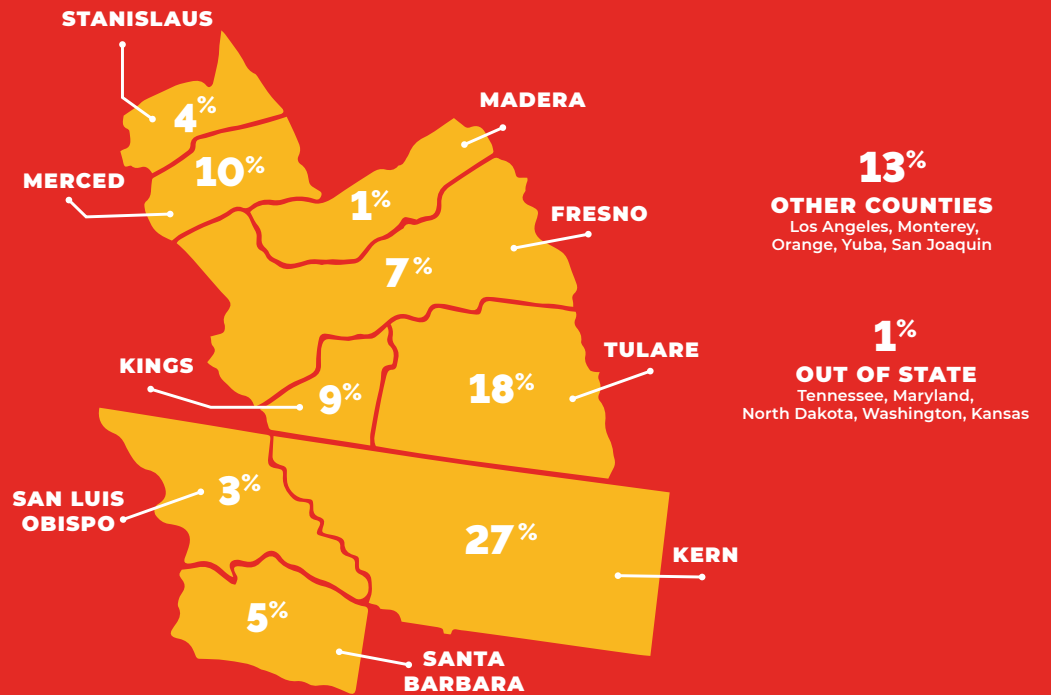 STANISLAUS
4%
MADERA
10%
MERCED
1%
FRESNO
7%
13%
OTHER COUNTIES
Los Angeles, Monterey,
Orange, Yuba, San Joaquin
KINGS
9%
TULARE
18%
1%
OUT OF STATE
Tennessee, Maryland,
North Dakota, Washington, Kansas
SAN LUIS
OBISPO
3%
27%
KERN
5%
SANTA
BARBARA